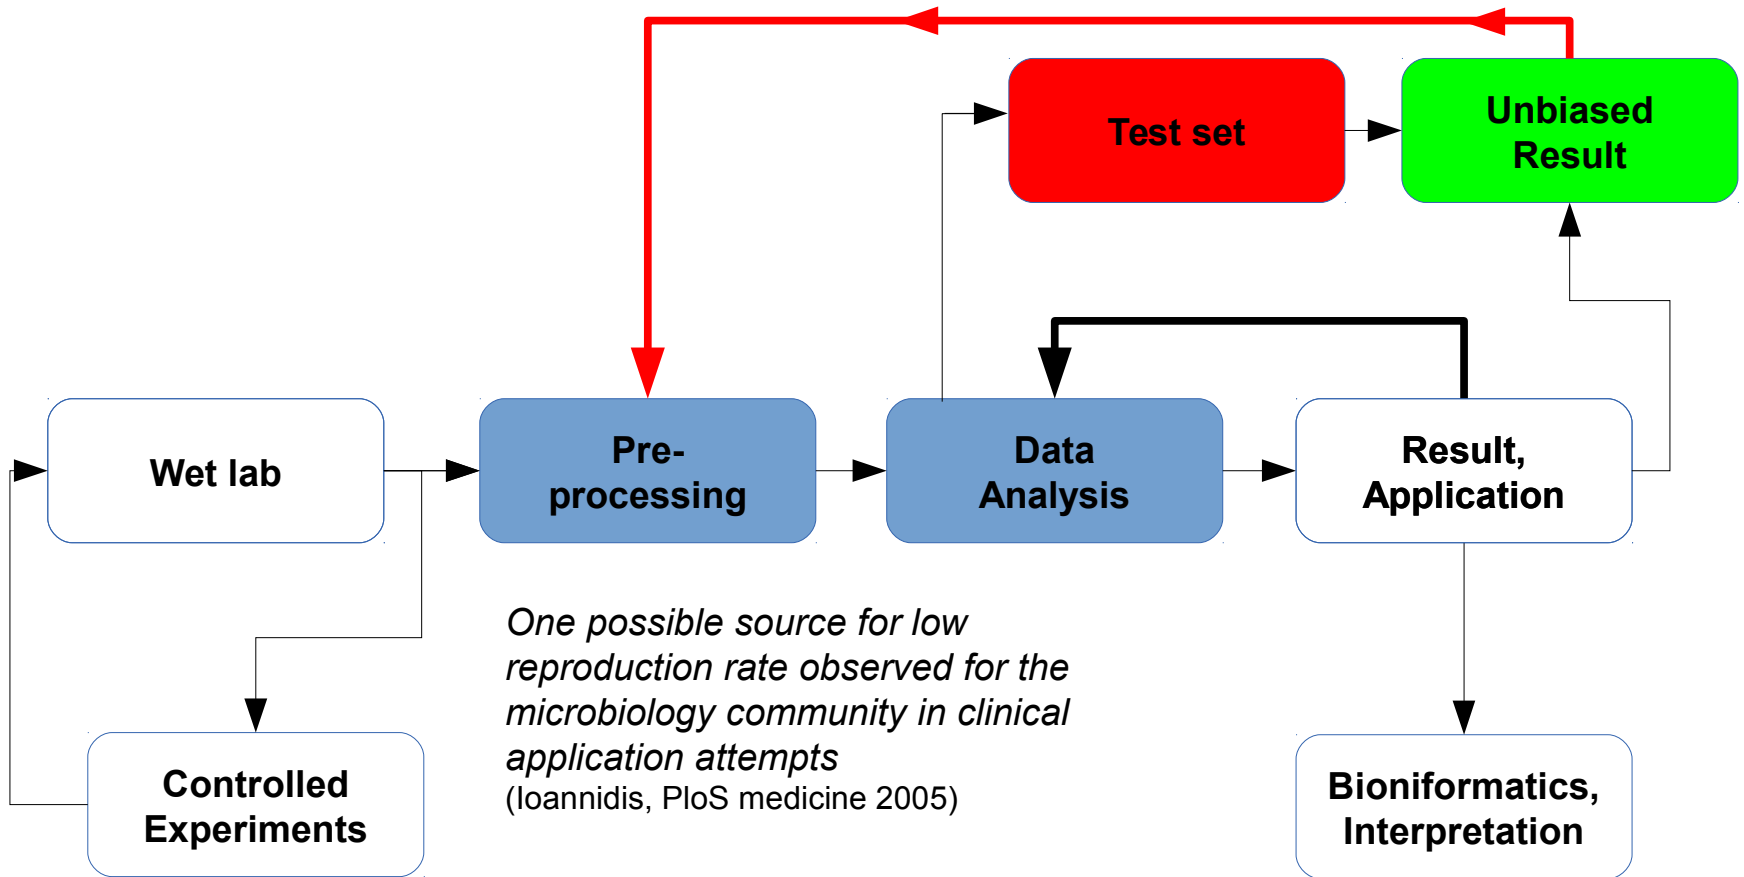 Test set
Unbiased
Result
Wet lab
Pre-
processing
Data
Analysis
Result,
Application
One possible source for low
reproduction rate observed for the
microbiology community in clinical
application attempts
(Ioannidis, PloS medicine 2005)
Controlled
Experiments
Bioniformatics,
Interpretation